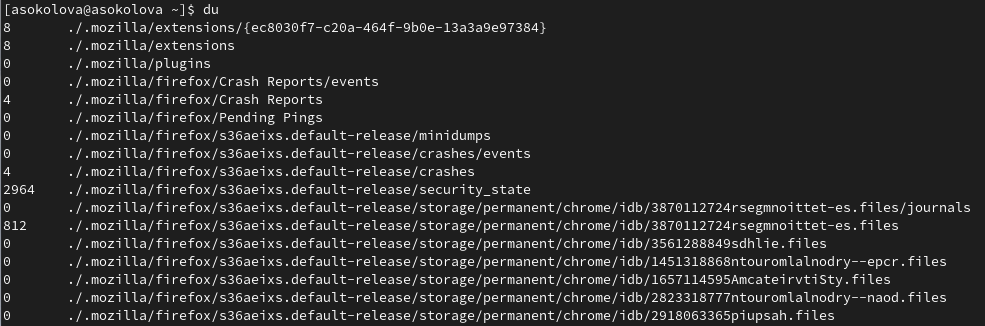 [asokolova@asokolova ~]$ du
8       ./.mozilla/extensions/{ec8030f7-c20a-464f-9b0e-13a3a9e97384}
8       ./.mozilla/extensions
0       ./.mozilla/plugins
0       ./.mozilla/firefox/Crash Reports/events
4       ./.mozilla/firefox/Crash Reports
0       ./.mozilla/firefox/Pending Pings
0       ./.mozilla/firefox/s36aeixs.default-release/minidumps
0       ./.mozilla/firefox/s36aeixs.default-release/crashes/events
4       ./.mozilla/firefox/s36aeixs.default-release/crashes
2964    ./.mozilla/firefox/s36aeixs.default-release/security_state
0       ./.mozilla/firefox/s36aeixs.default-release/storage/permanent/chrome/idb/3870112724rsegmnoittet-es.files/journals
812     ./.mozilla/firefox/s36aeixs.default-release/storage/permanent/chrome/idb/3870112724rsegmnoittet-es.files
0       ./.mozilla/firefox/s36aeixs.default-release/storage/permanent/chrome/idb/3561288849sdhlie.files
0       ./.mozilla/firefox/s36aeixs.default-release/storage/permanent/chrome/idb/1451318868ntouromlalnodry--epcr.files
0       ./.mozilla/firefox/s36aeixs.default-release/storage/permanent/chrome/idb/1657114595AmcateirvtiSty.files
0       ./.mozilla/firefox/s36aeixs.default-release/storage/permanent/chrome/idb/2823318777ntouromlalnodry--naod.files
0       ./.mozilla/firefox/s36aeixs.default-release/storage/permanent/chrome/idb/2918063365piupsah.files